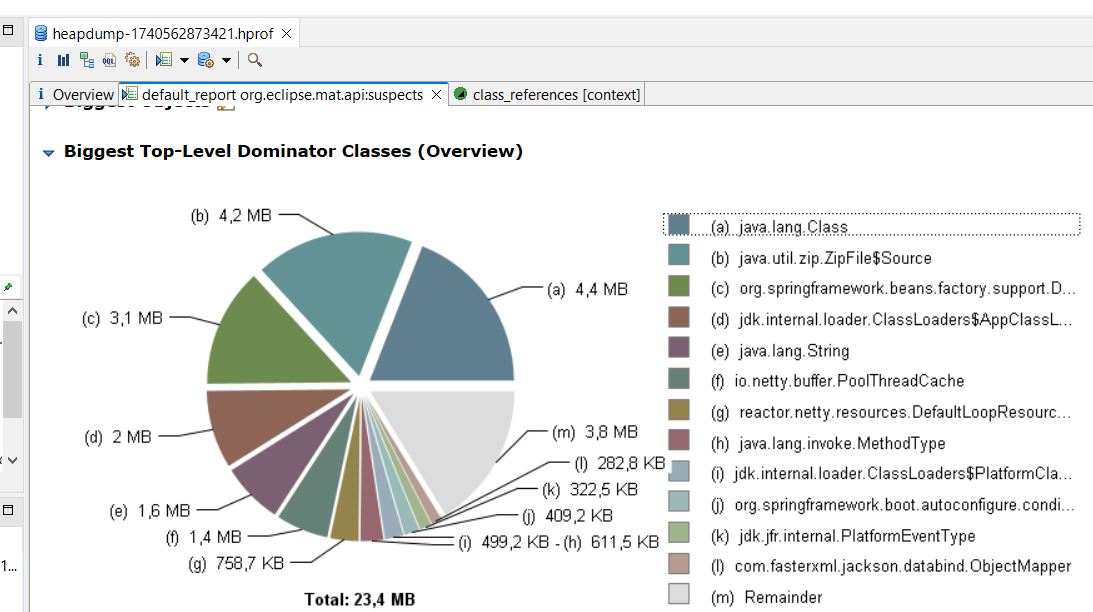 heapdump-1740562873421.hprof
Overview
default_report org.eclipse.mat.api:suspects
class_references [context]
Biggest Top-Level Dominator Classes (Overview)
(b) 4,2 MB
(a) 4,4 MB
(c) 3,1 MB
(d) 2 MB
(m) 3,8 MB
(l) 282,8 KB
(k) 322,5 KB
(e) 1,6 MB
(j) 409,2 KB
(f) 1,4 MB
(i) 499,2 KB - (h) 611,5 KB
(g) 758,7 KB
Total: 23,4 MB
(a) java.lang.Class
(b) java.util.zip.ZipFile$Source
(c) org.springframework.beans.factory.support.D...
(d) jdk.internal.loader.ClassLoaders$AppClassL...
(e) java.lang.String
(f) io.netty.buffer.PoolThreadCache
(g) reactor.netty.resources.DefaultLoopResourc...
(h) java.lang.invoke.MethodType
(i) jdk.internal.loader.ClassLoaders$PlatformCla...
(j) org.springframework.boot.autoconfigure.condi...
(k) jdk.jfr.internal.PlatformEventType
(l) com.fasterxml.jackson.databind.ObjectMapper
(m) Remainder
1...